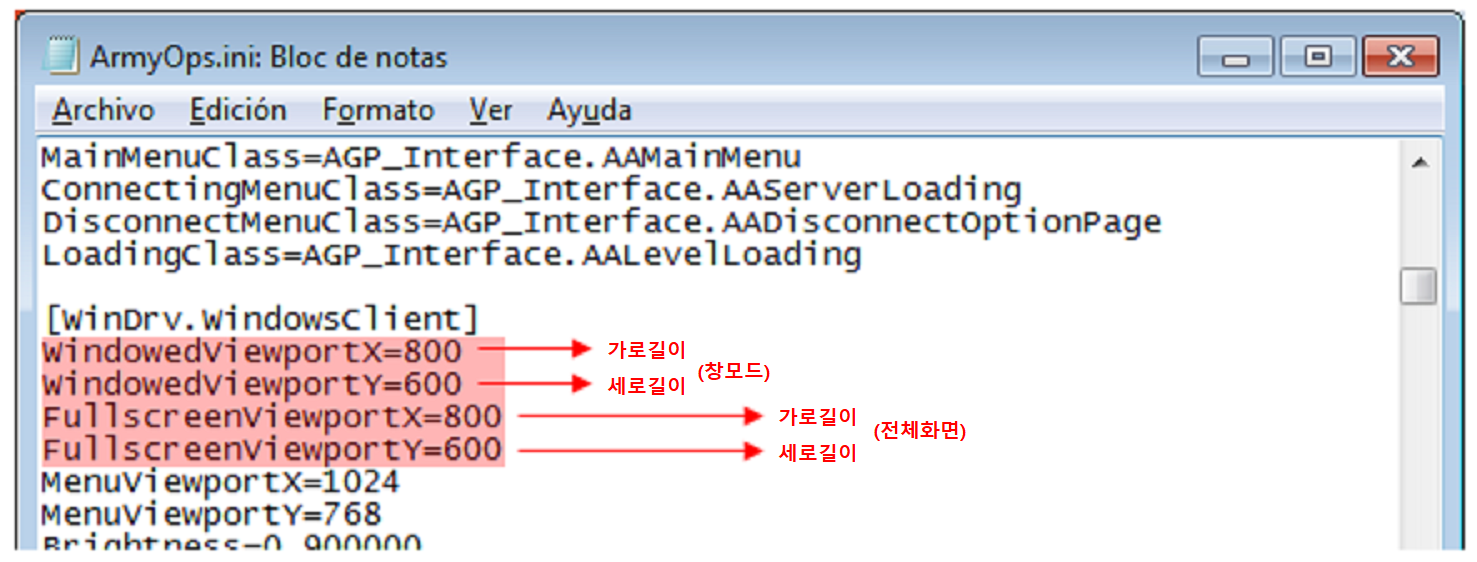 ArmyOps.ini: Bloc de notas
Archivo Edición Formato Ver Ayuda
MainMenuClass=AGP_Interface.AAMainMenu
ConnectingMenuClass=AGP_Interface.AAServerLoading
DisconnectMenuClass=AGP_Interface.AADisconnectOptionPage
LoadingClass=AGP_Interface.AALevelLoading
[WinDrv.WindowsClient]
WindowedViewportX=800 가로길이
(창모드)
WindowedViewportY=600 세로길이
FullscreenViewportX=800 가로길이
(전체화면)
FullscreenViewportY=600 세로길이
MenuViewportX=1024
MenuViewportY=768
Brightness=0.900000